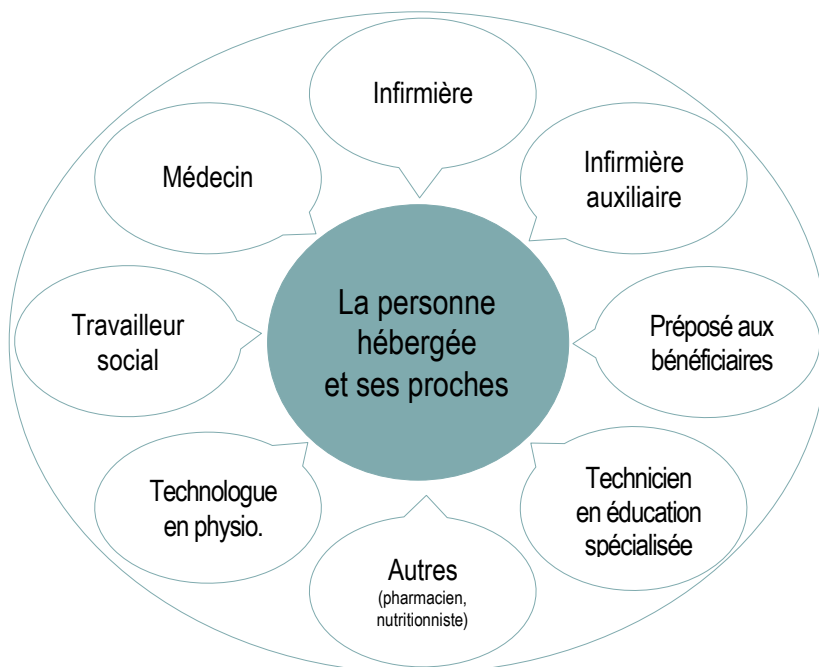 Infirmière
Infirmière
auxiliaire
Médecin
La personne
hébergée
et ses proches
Travailleur
social
Préposé aux
bénéficiaires
Technologue
en physio.
Technicien
en éducation
spécialisée
Autres
(pharmacien,
nutritionniste)